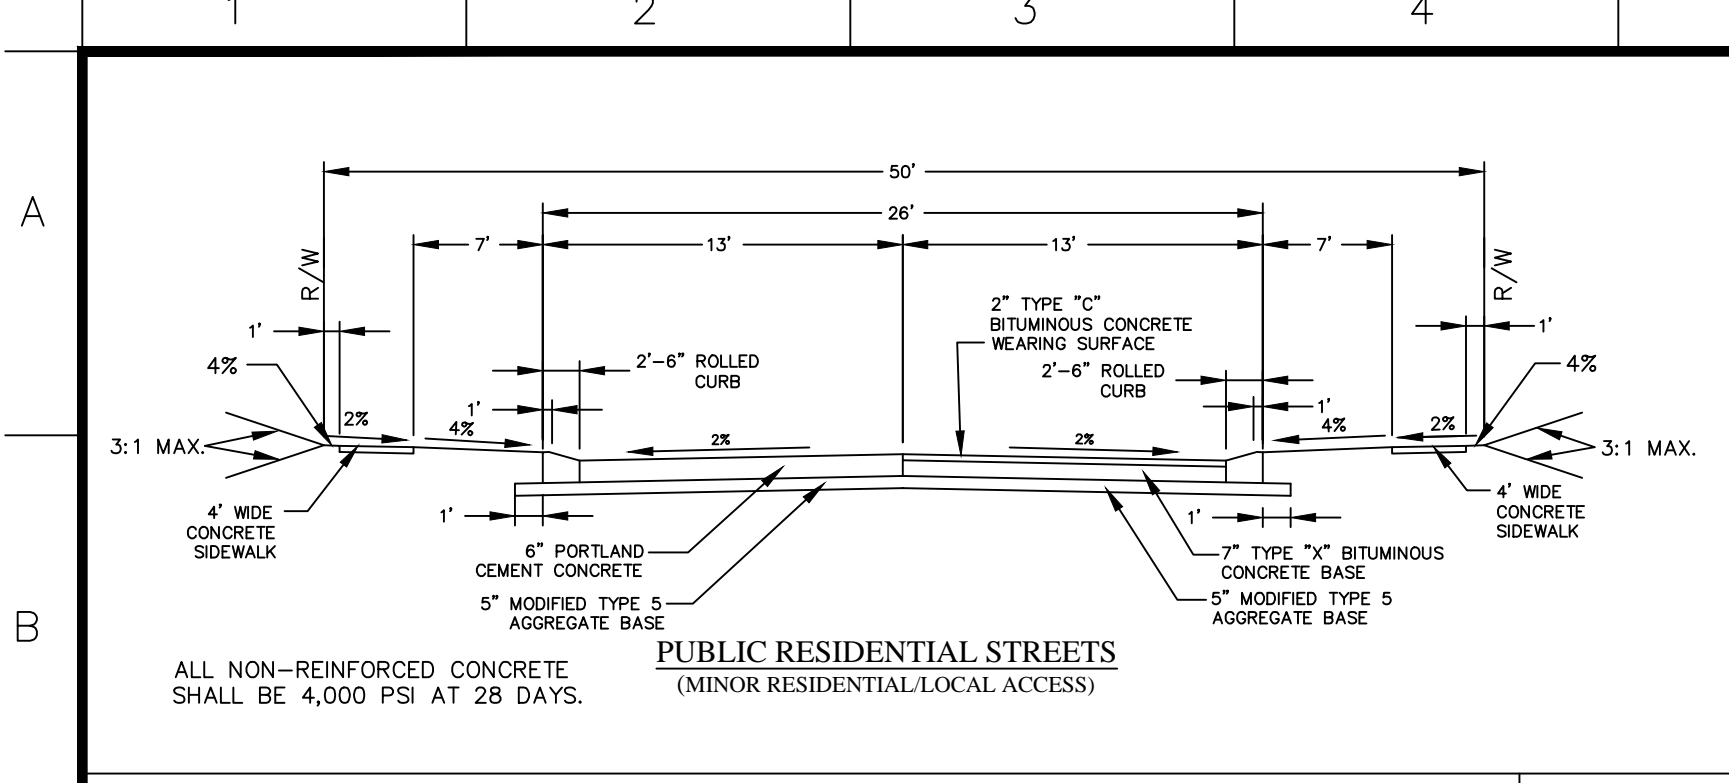 1 2 3 4
A
50'
26'
7' 13' 13' 7'
R/W R/W
2" TYPE "C"
BITUMINOUS CONCRETE
WEARING SURFACE
1' 1'
4% 4%
2'-6" ROLLED
CURB
2'-6" ROLLED
CURB
1' 1'
2% 4% 2% 2% 4% 2%
3:1 MAX. 3:1 MAX.
4' WIDE
CONCRETE
SIDEWALK
4' WIDE
CONCRETE
SIDEWALK
1' 1'
6" PORTLAND
CEMENT CONCRETE
7" TYPE "X" BITUMINOUS
CONCRETE BASE
5" MODIFIED TYPE 5
AGGREGATE BASE
5" MODIFIED TYPE 5
AGGREGATE BASE
B
PUBLIC RESIDENTIAL STREETS
(MINOR RESIDENTIAL/LOCAL ACCESS)
ALL NON-REINFORCED CONCRETE
SHALL BE 4,000 PSI AT 28 DAYS.